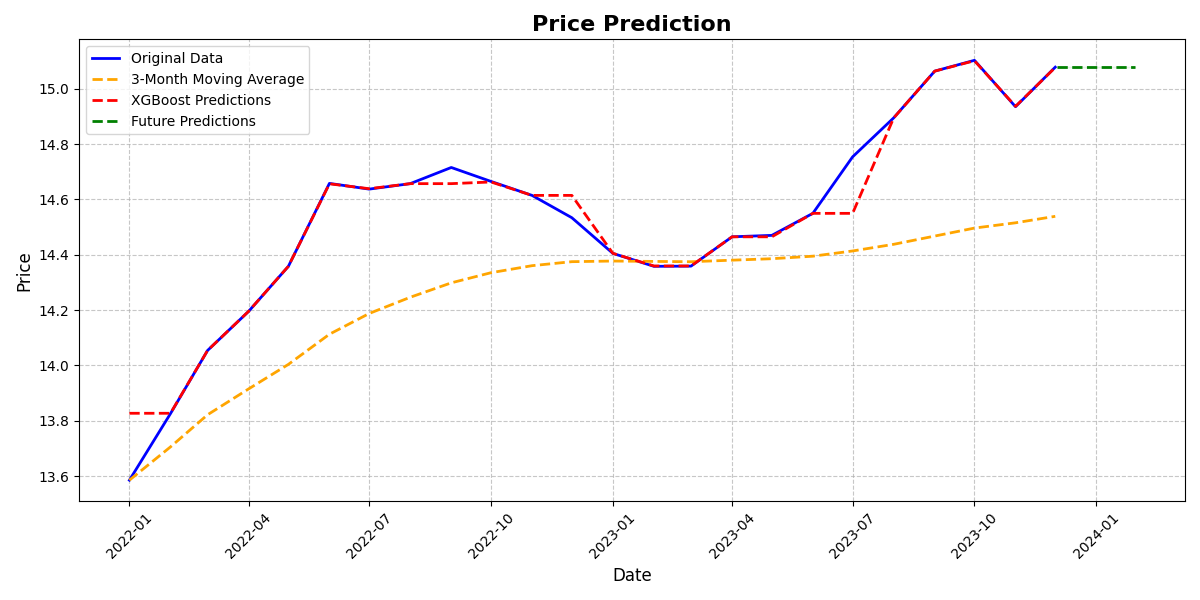 Price Prediction
Original Data
3-Month Moving Average
XGBoost Predictions
Future Predictions
Price
15.0
14.8
14.6
14.4
14.2
14.0
13.8
13.6
2022-01
2022-04
2022-07
2022-10
2023-01
2023-04
2023-07
2023-10
2024-01
Date